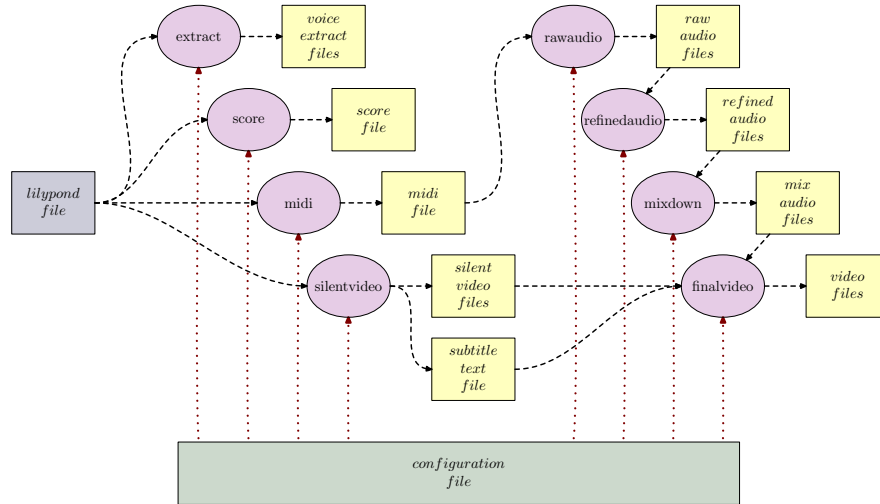 extract
voice
extract
files
rawaudio
raw
audio
files
score
score
file
refinedaudio
refined
audio
files
lilypond
file
midi
midi
file
mixdown
mix
audio
files
silentvideo
silent
video
files
finalvideo
video
files
subtitle
text
file
configuration
file